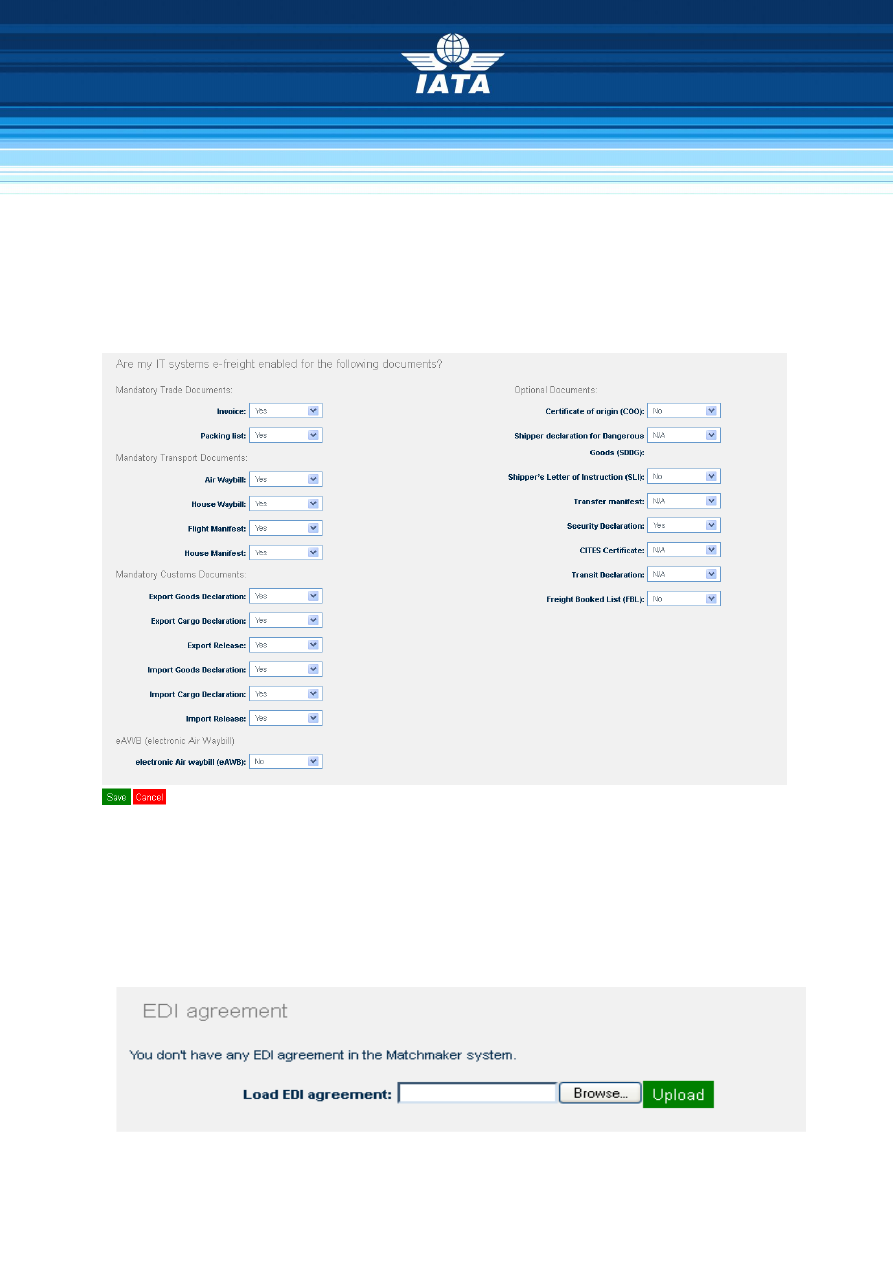 IATA
Are my IT systems e-freight enabled for the following documents?
Mandatory Trade Documents:
Invoice: Yes
Packing list: Yes
Mandatory Transport Documents:
Air Waybill: Yes
House Waybill: Yes
Flight Manifest: Yes
House Manifest: Yes
Mandatory Customs Documents:
Export Goods Declaration: Yes
Export Cargo Declaration: Yes
Export Release: Yes
Import Goods Declaration: Yes
Import Cargo Declaration: Yes
Import Release: Yes
eAWB (electronic Air Waybill)
electronic Air waybill (eAWB): No
Optional Documents:
Certificate of origin (COO): No
Shipper declaration for Dangerous N/A
Goods (SDDG):
Shipper's Letter of Instruction (SLI): No
Transfer manifest: N/A
Security Declaration: Yes
CITES Certificate: N/A
Transit Declaration: N/A
Freight Booked List (FBL): No
Save Cancel
EDI agreement
You don't have any EDI agreement in the Matchmaker system.
Load EDI agreement: Browse... Upload